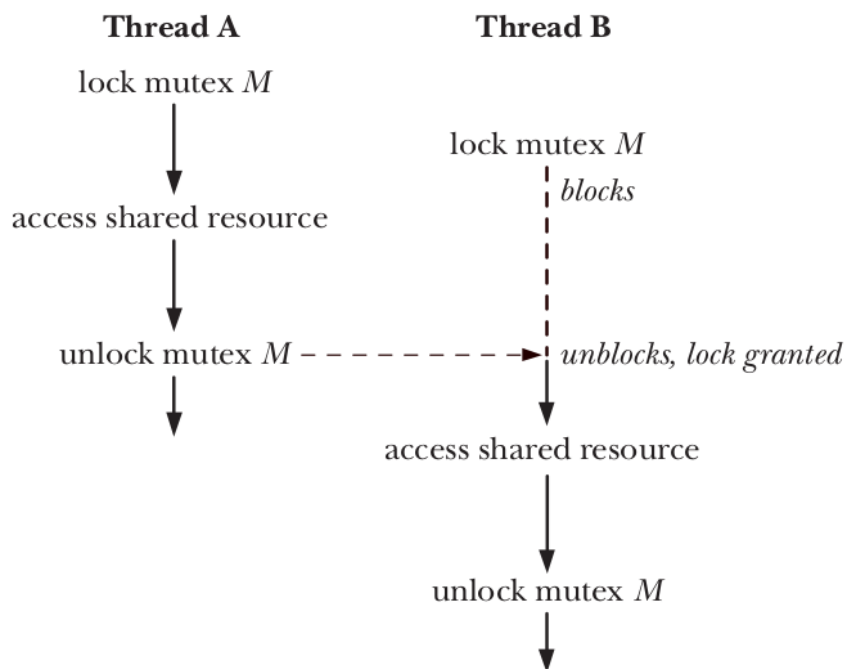 Thread A
Thread B
lock mutex M
lock mutex M
blocks
access shared resource
unlock mutex M
unblocks, lock granted
access shared resource
unlock mutex M